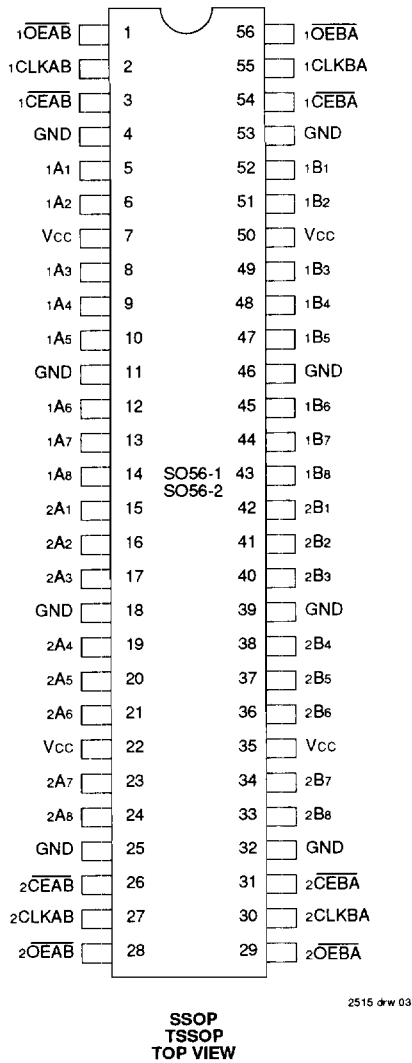 1OEAB 1 56 1OEBA
1CLKAB 2 55 1CLKBA
1CEAB 3 54 1CEBA
GND 4 53 GND
1A1 5 52 1B1
1A2 6 51 1B2
Vcc 7 50 Vcc
1A3 8 49 1B3
1A4 9 48 1B4
1A5 10 47 1B5
GND 11 46 GND
1A6 12 45 1B6
1A7 13 44 1B7
1A8 14 SO56-1 43 1B8
SO56-2
2A1 15 42 2B1
2A2 16 41 2B2
2A3 17 40 2B3
GND 18 39 GND
2A4 19 38 2B4
2A5 20 37 2B5
2A6 21 36 2B6
Vcc 22 35 Vcc
2A7 23 34 2B7
2A8 24 33 2B8
GND 25 32 GND
2CEAB 26 31 2CEBA
2CLKAB 27 30 2CLKBA
2OEAB 28 29 2OEBA
2515 drw 03
SSOP
TSSOP
TOP VIEW